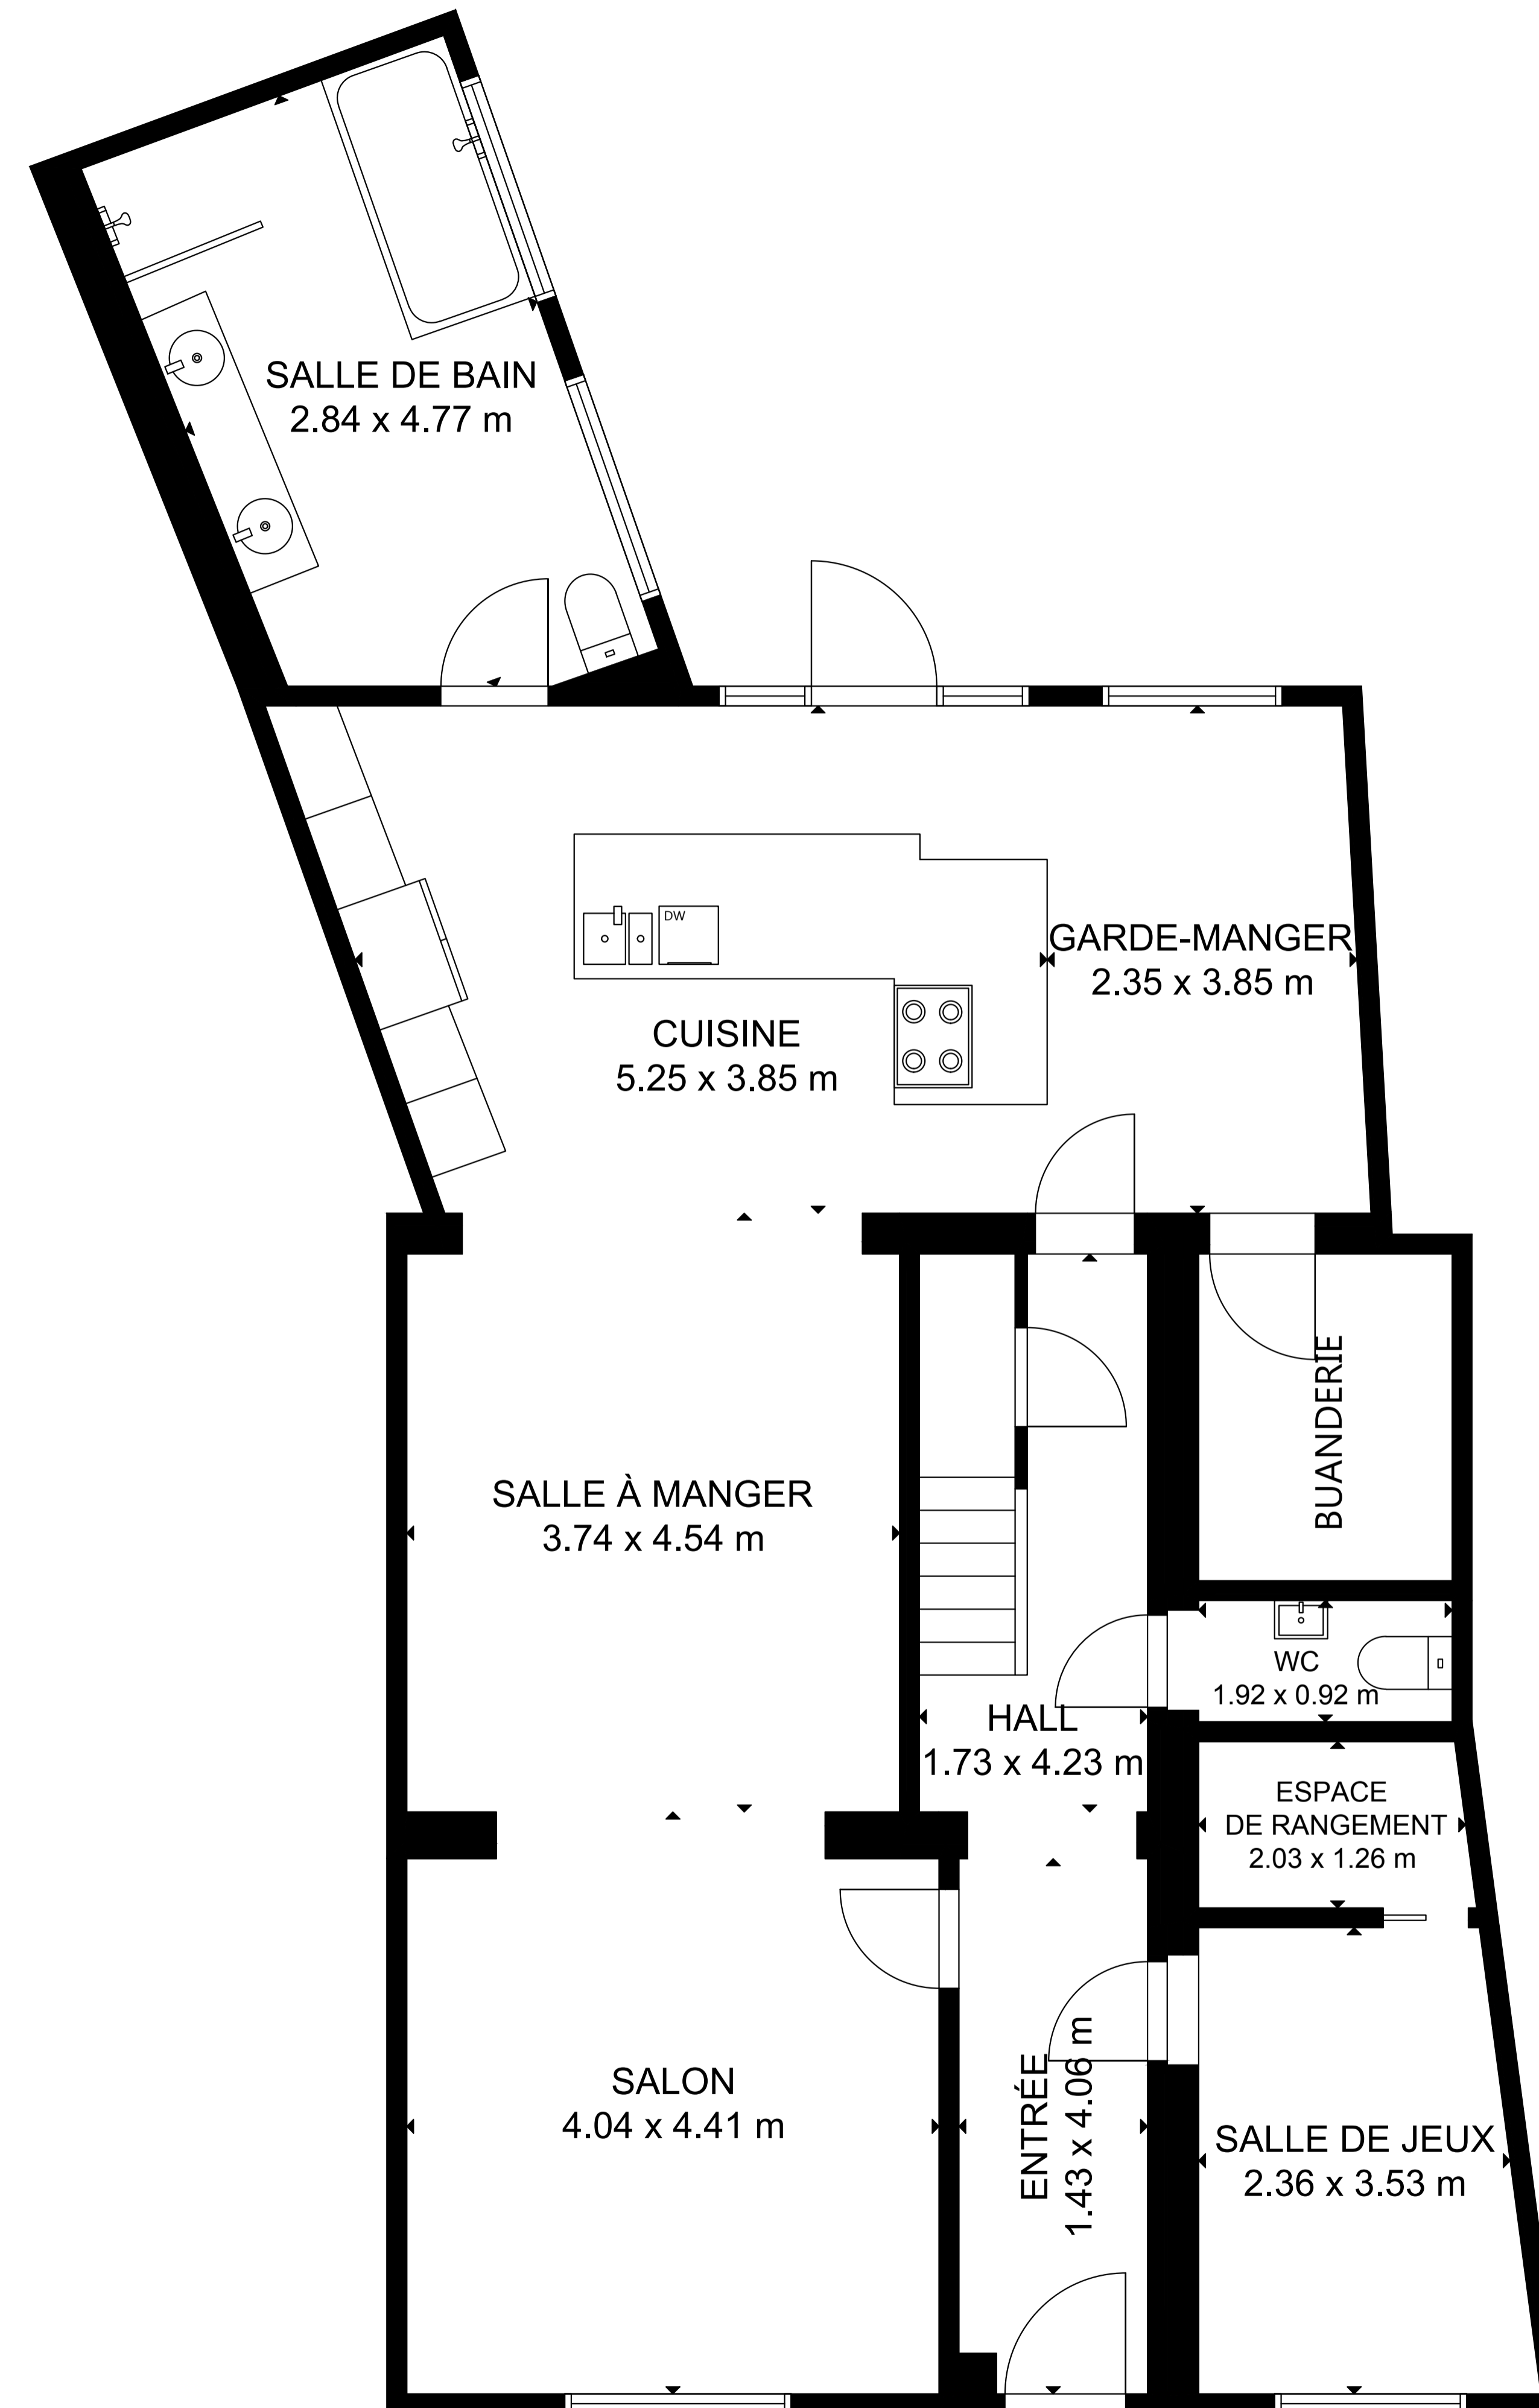 SALLE DE BAIN
2.84 x 4.77 m
DW
GARDE-MANGER
2.35 x 3.85 m
CUISINE
5.25 x 3.85 m
BUANDERIE
SALLE À MANGER
3.74 x 4.54 m
WC
1.92 x 0.92 m
HALL
1.73 x 4.23 m
ESPACE
DE RANGEMENT
2.03 x 1.26 m
SALON
4.04 x 4.41 m
ENTRÉE
1.43 x 4.06 m
SALLE DE JEUX
2.36 x 3.53 m